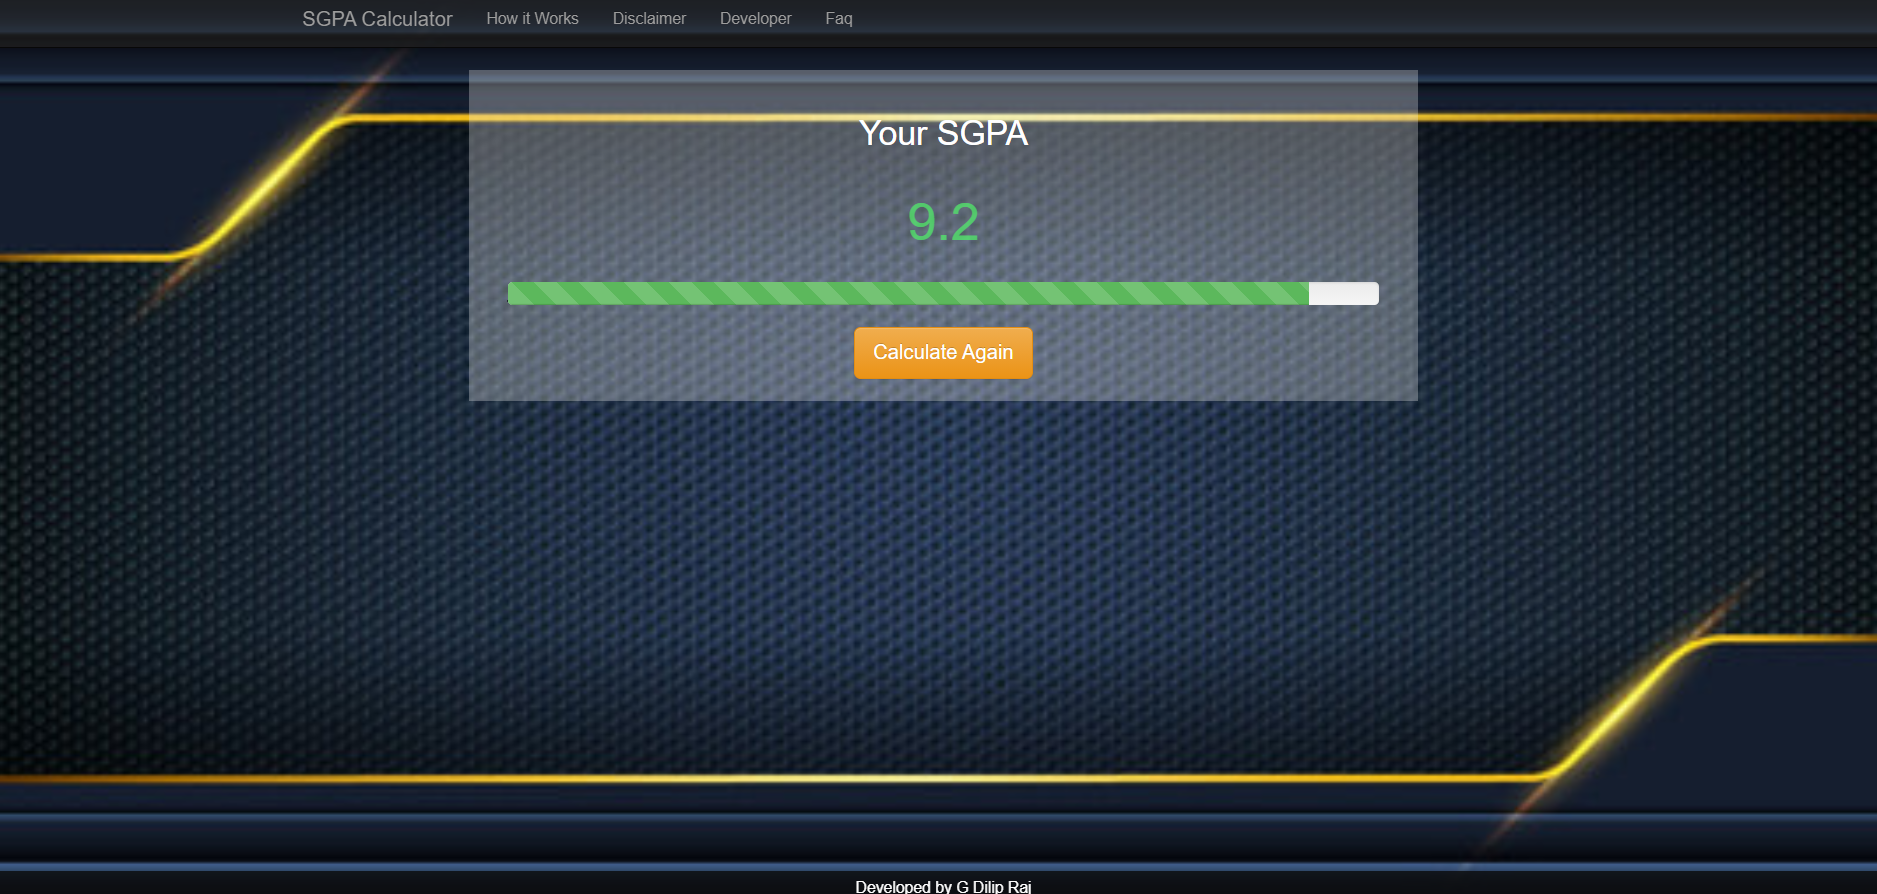 SGPA Calculator How it Works Disclaimer Developer Faq
Your SGPA
9.2
Calculate Again
Developed by G Dilip Raj